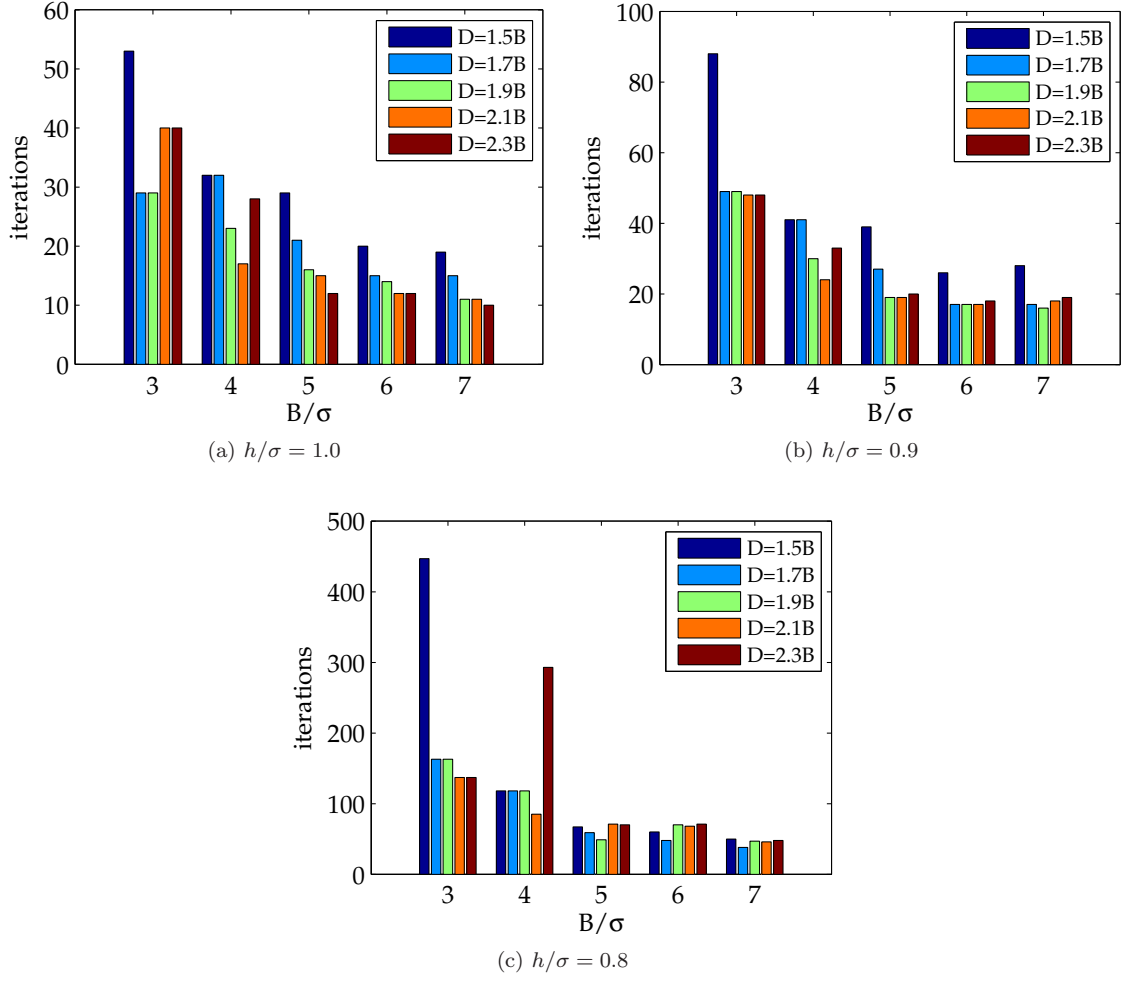 60
50
40
30
20
10
0
iterations
3 4 5 6 7
B/σ
D=1.5B
D=1.7B
D=1.9B
D=2.1B
D=2.3B
(a) h/σ = 1.0
100
80
60
40
20
0
iterations
3 4 5 6 7
B/σ
D=1.5B
D=1.7B
D=1.9B
D=2.1B
D=2.3B
(b) h/σ = 0.9
500
400
300
200
100
0
iterations
3 4 5 6 7
B/σ
D=1.5B
D=1.7B
D=1.9B
D=2.1B
D=2.3B
(c) h/σ = 0.8